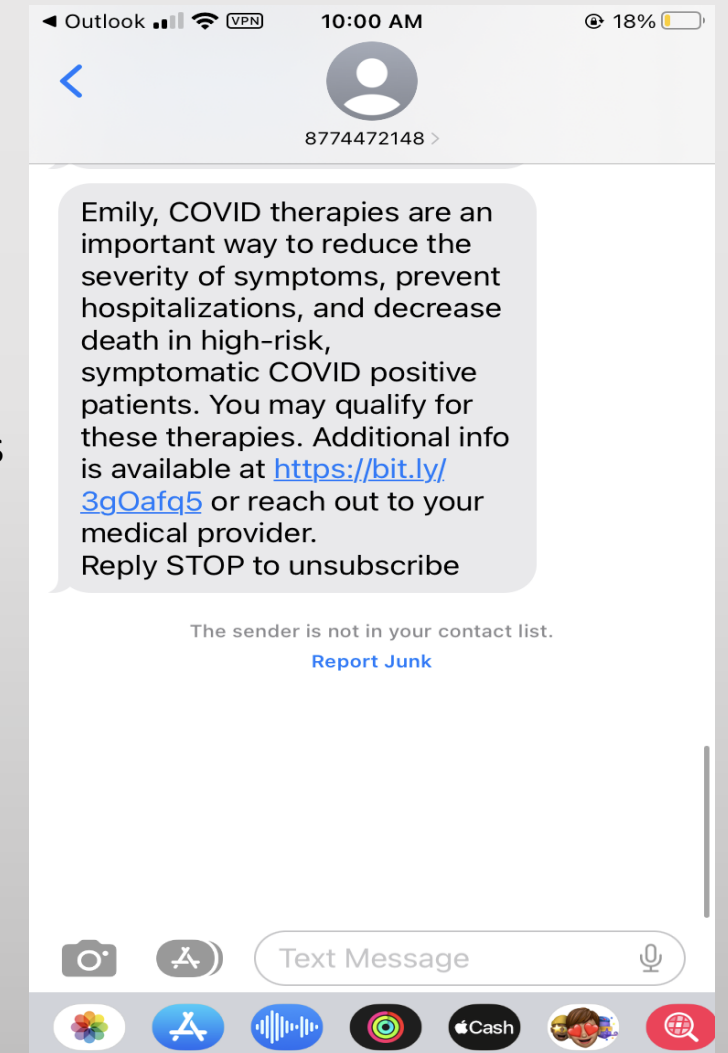 Outlook VPN 10:00 AM 18%
8774472148
Emily, COVID therapies are an
important way to reduce the
severity of symptoms, prevent
hospitalizations, and decrease
death in high-risk,
symptomatic COVID positive
patients. You may qualify for
these therapies. Additional info
is available at https://bit.ly/
3gOafq5 or reach out to your
medical provider.
Reply STOP to unsubscribe
The sender is not in your contact list.
Report Junk
Text Message
Cash